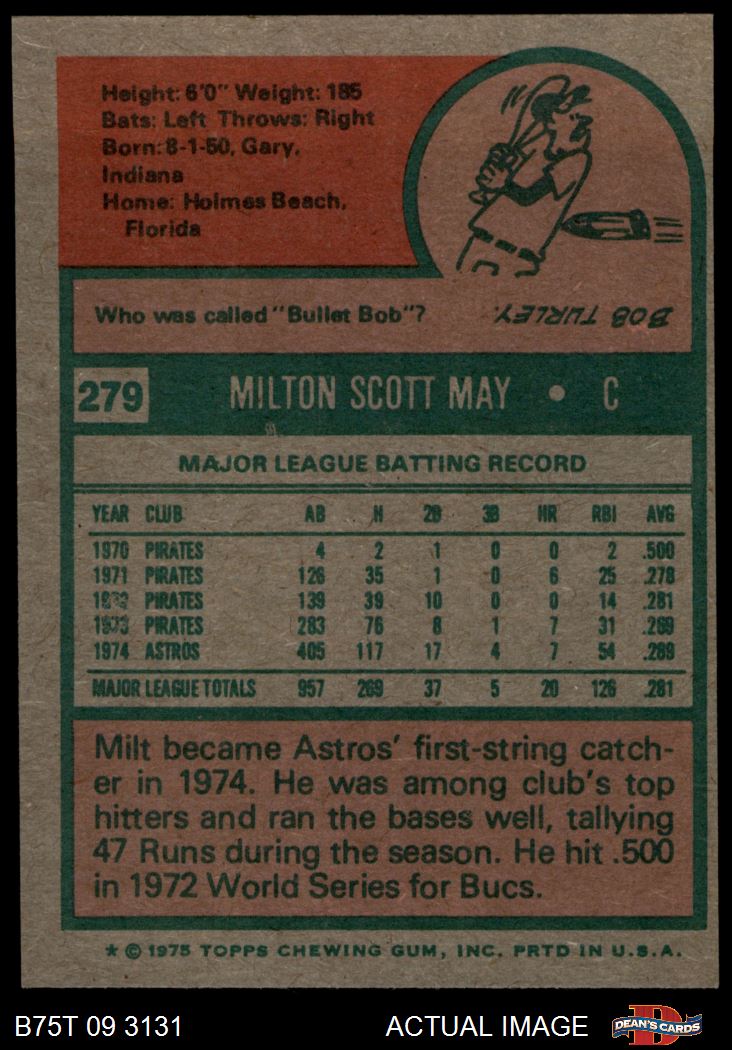 Height: 6'0" Weight: 185
Bats: Left Throws: Right
Born: 8-1-50, Gary,
Indiana
Home: Holmes Beach,
Florida
Who was called "Bullet Bob"?
BOB TURLEY.
279 MILTON SCOTT MAY • C
MAJOR LEAGUE BATTING RECORD
YEAR CLUB AB H 2B 3B HR RBI AVG
1970 PIRATES 4 2 1 0 0 2 .500
1971 PIRATES 126 35 1 0 6 25 .278
1972 PIRATES 139 39 10 0 0 14 .281
1973 PIRATES 283 76 8 1 7 31 .269
1974 ASTROS 405 117 17 4 7 54 .289
MAJOR LEAGUE TOTALS 957 269 37 5 20 126 .281
Milt became Astros' first-string catch-
er in 1974. He was among club's top
hitters and ran the bases well, tallying
47 Runs during the season. He hit .500
in 1972 World Series for Bucs.
* © 1975 TOPPS CHEWING GUM, INC. PRTD IN U.S.A.
B75T 09 3131 ACTUAL IMAGE DEAN'S CARDS